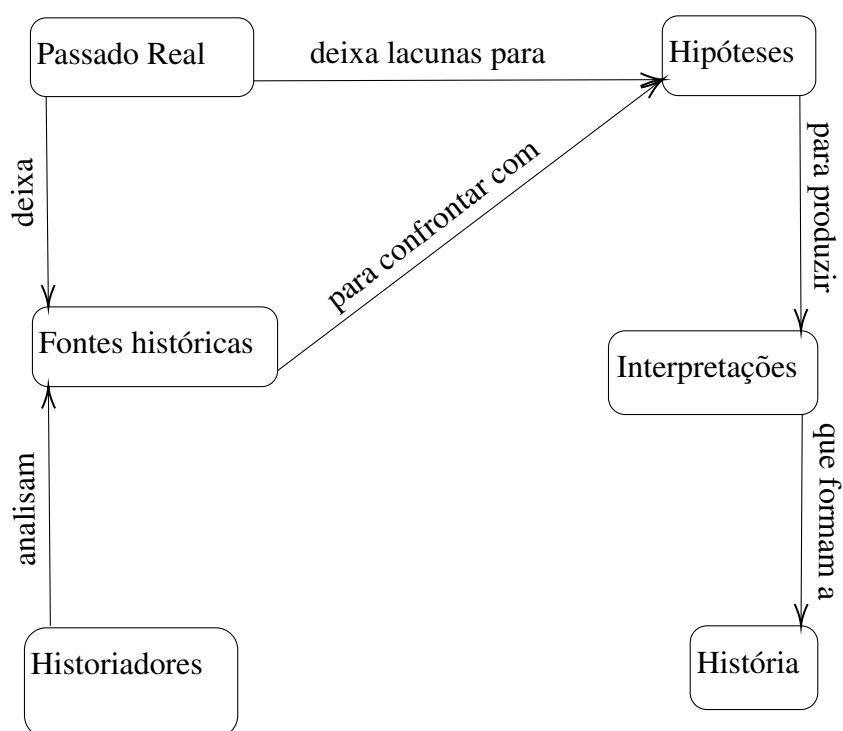 Passado Real
deixa lacunas para
Hipóteses
deixa
para confrontar com
para produzir
Fontes históricas
Interpretações
analisam
que formam a
Historiadores
História